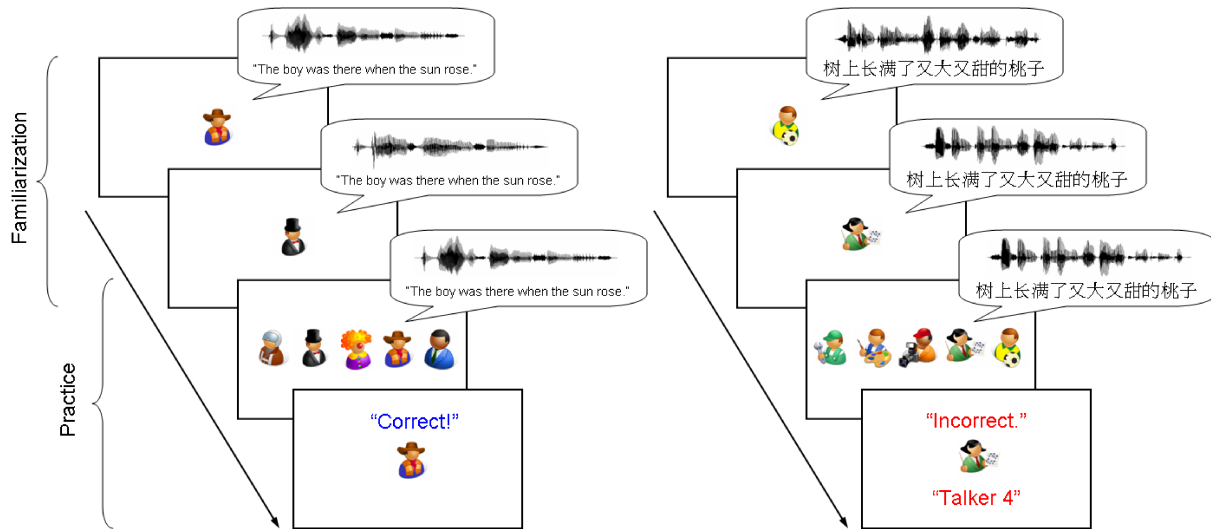 Familiarization
Practice
"The boy was there when the sun rose."
"The boy was there when the sun rose."
"The boy was there when the sun rose."
“Correct!”
树上长满了又大又甜的桃子
树上长满了又大又甜的桃子
树上长满了又大又甜的桃子
“Incorrect.”
“Talker 4”